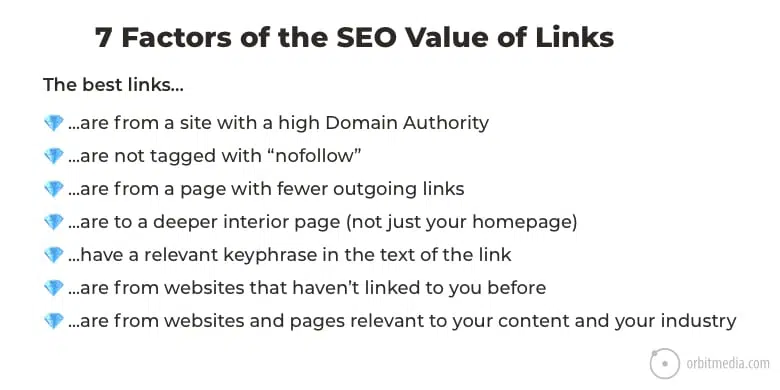 7 Factors of the SEO Value of Links
The best links...
...are from a site with a high Domain Authority
...are not tagged with “nofollow”
...are from a page with fewer outgoing links
...are to a deeper interior page (not just your homepage)
...have a relevant keyphrase in the text of the link
...are from websites that haven’t linked to you before
...are from websites and pages relevant to your content and your industry
orbitmedia.com